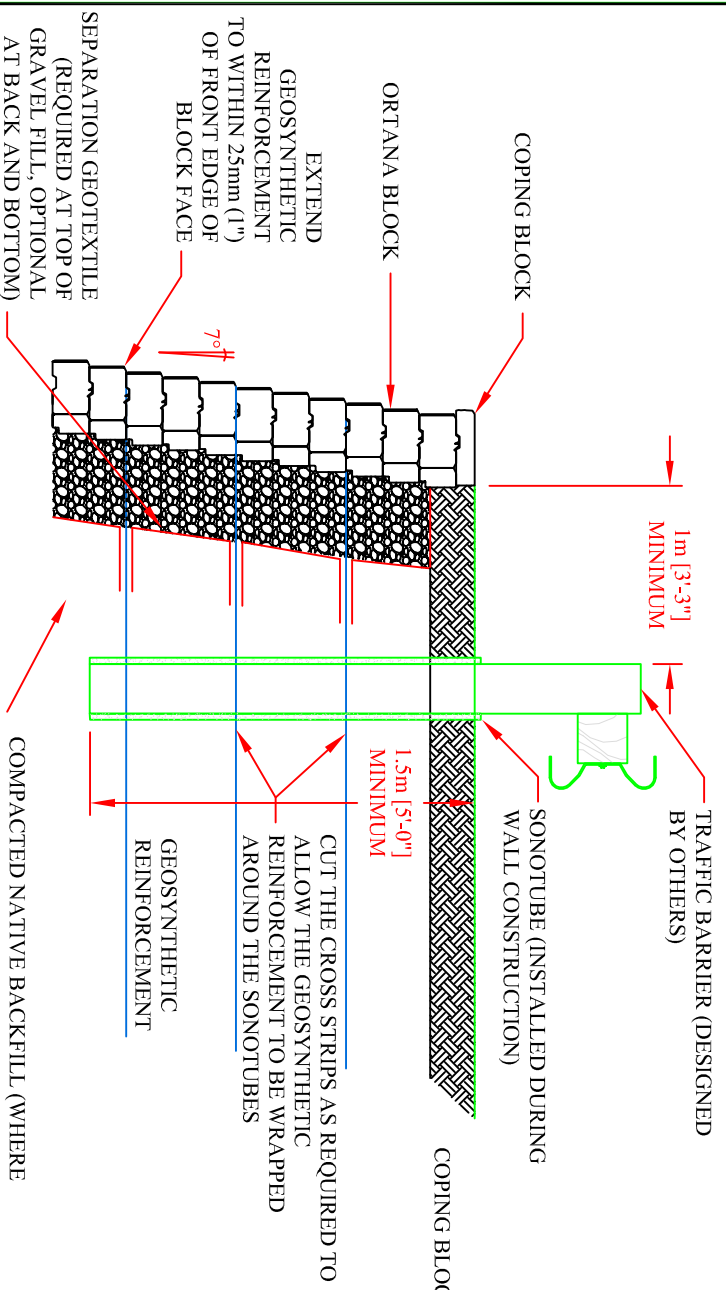 TRAFFIC BARRIER (DESIGNED
BY OTHERS)
1m [3'-3"]
MINIMUM
COPING BLOCK
SONOTUBE (INSTALLED DURING
WALL CONSTRUCTION)
COPING BLOC
ORTANA BLOCK
1.5m [5'-0"]
MINIMUM
EXTEND
GEOSYNTHETIC
REINFORCEMENT
TO WITHIN 25mm (1")
OF FRONT EDGE OF
BLOCK FACE
7°
CUT THE CROSS STRIPS AS REQUIRED TO
ALLOW THE GEOSYNTHETIC
REINFORCEMENT TO BE WRAPPED
AROUND THE SONOTUBES
GEOSYNTHETIC
REINFORCEMENT
SEPARATION GEOTEXTILE
(REQUIRED AT TOP OF
GRAVEL FILL, OPTIONAL
AT BACK AND BOTTOM)
COMPACTED NATIVE BACKFILL (WHERE